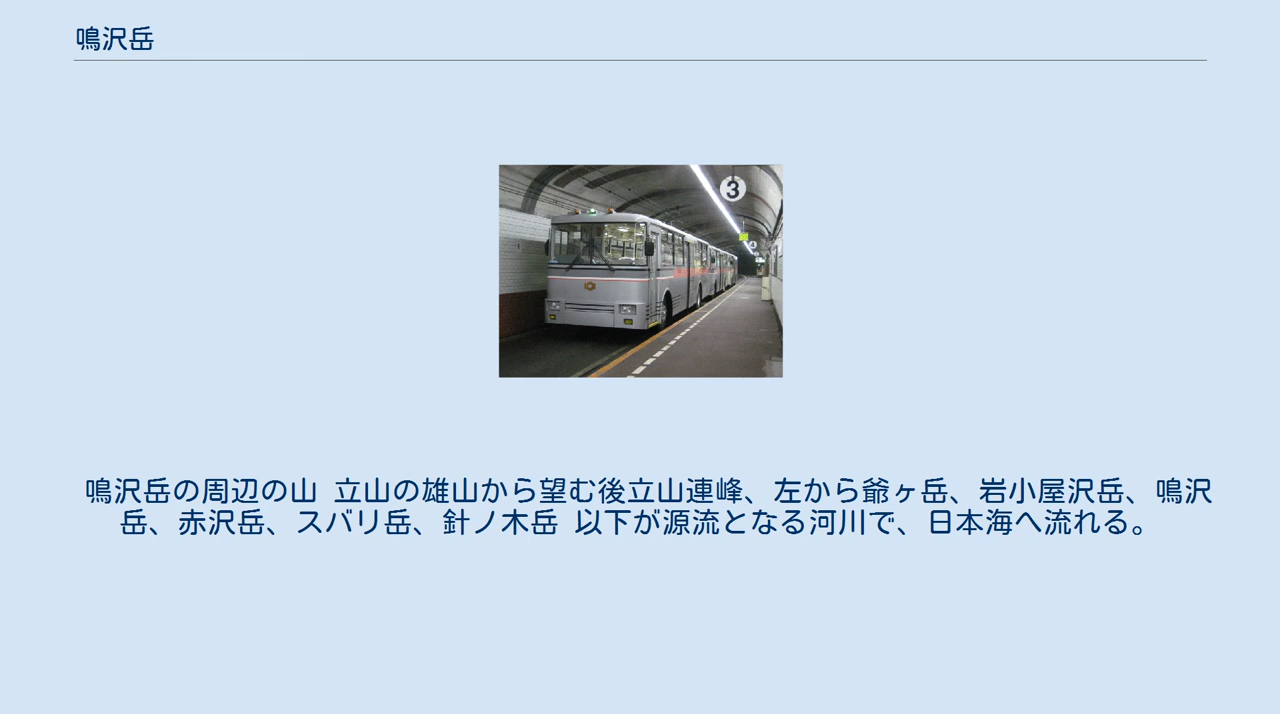 鳴沢岳
3
4
鳴沢岳の周辺の山 立山の雄山から望む後立山連峰、左から爺ヶ岳、岩小屋沢岳、鳴沢
岳、赤沢岳、スバリ岳、針ノ木岳 以下が源流となる河川で、日本海へ流れる。